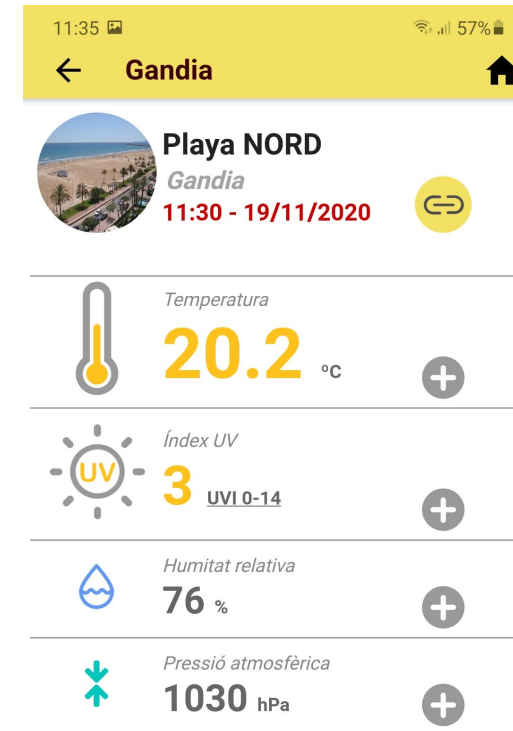 11:35 57%
Gandia
Playa NORD
Gandia
11:30 - 19/11/2020
Temperatura
20.2 ºC
Índex UV
UV
3 UVI 0-14
Humitat relativa
76 %
Pressió atmosfèrica
1030 hPa